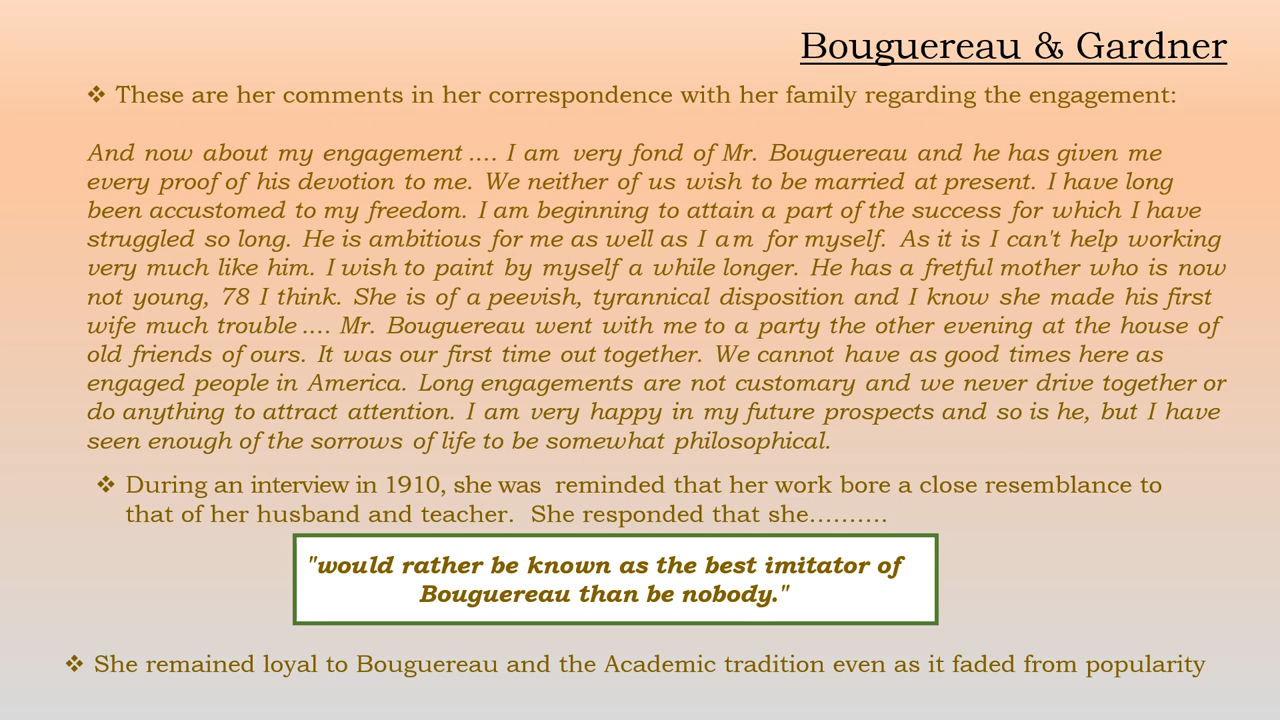 Bouguereau & Gardner
❖ These are her comments in her correspondence with her family regarding the engagement:
And now about my engagement .... I am very fond of Mr. Bouguereau and he has given me
every proof of his devotion to me. We neither of us wish to be married at present. I have long
been accustomed to my freedom. I am beginning to attain a part of the success for which I have
struggled so long. He is ambitious for me as well as I am for myself. As it is I can't help working
very much like him. I wish to paint by myself a while longer. He has a fretful mother who is now
not young, 78 I think. She is of a peevish, tyrannical disposition and I know she made his first
wife much trouble .... Mr. Bouguereau went with me to a party the other evening at the house of
old friends of ours. It was our first time out together. We cannot have as good times here as
engaged people in America. Long engagements are not customary and we never drive together or
do anything to attract attention. I am very happy in my future prospects and so is he, but I have
seen enough of the sorrows of life to be somewhat philosophical.
❖ During an interview in 1910, she was reminded that her work bore a close resemblance to
that of her husband and teacher. She responded that she..........
"would rather be known as the best imitator of
Bouguereau than be nobody."
❖ She remained loyal to Bouguereau and the Academic tradition even as it faded from popularity